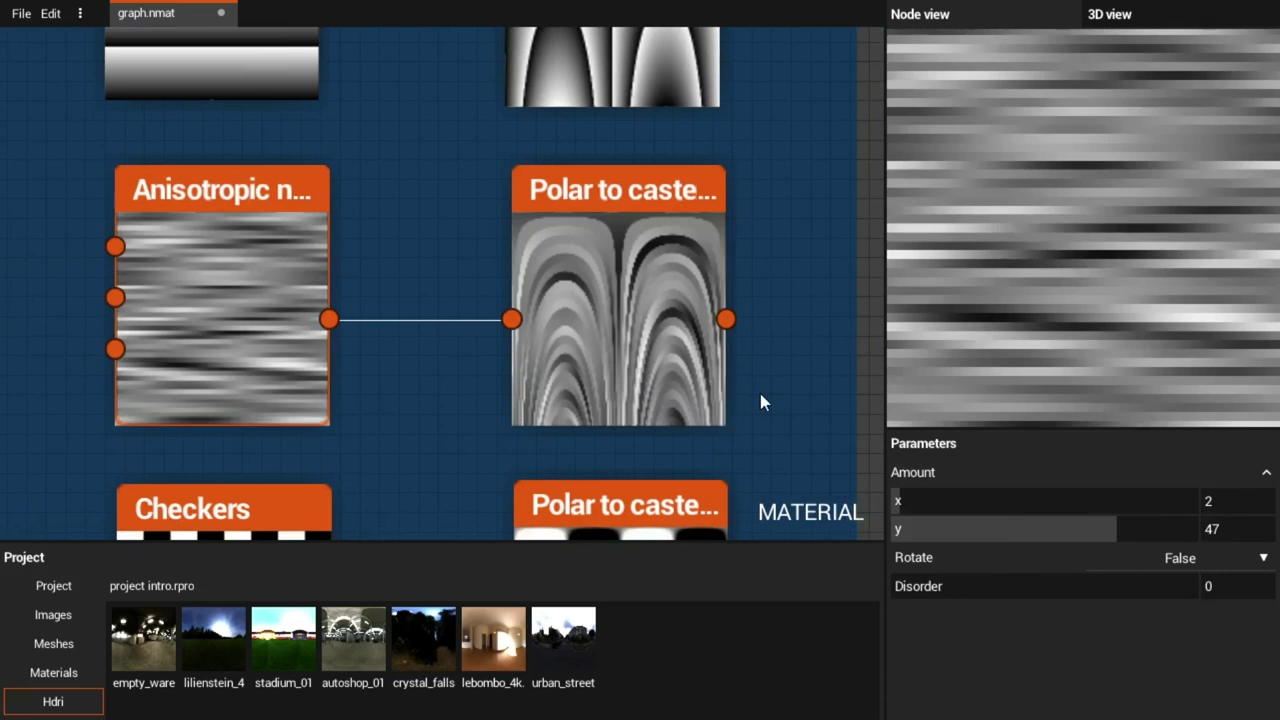 File Edit
graph.nmat
Node view 3D view
Anisotropic n...
Polar to caste...
Checkers
Polar to caste...
MATERIAL
Parameters
Amount
x 2
y 47
Rotate False
Disorder 0
Project
Project
project intro.rpro
Images
Meshes
Materials
Hdri
empty_ware lilienstein_4 stadium_01 autoshop_01 crystal_falls lebombo_4k. urban_street